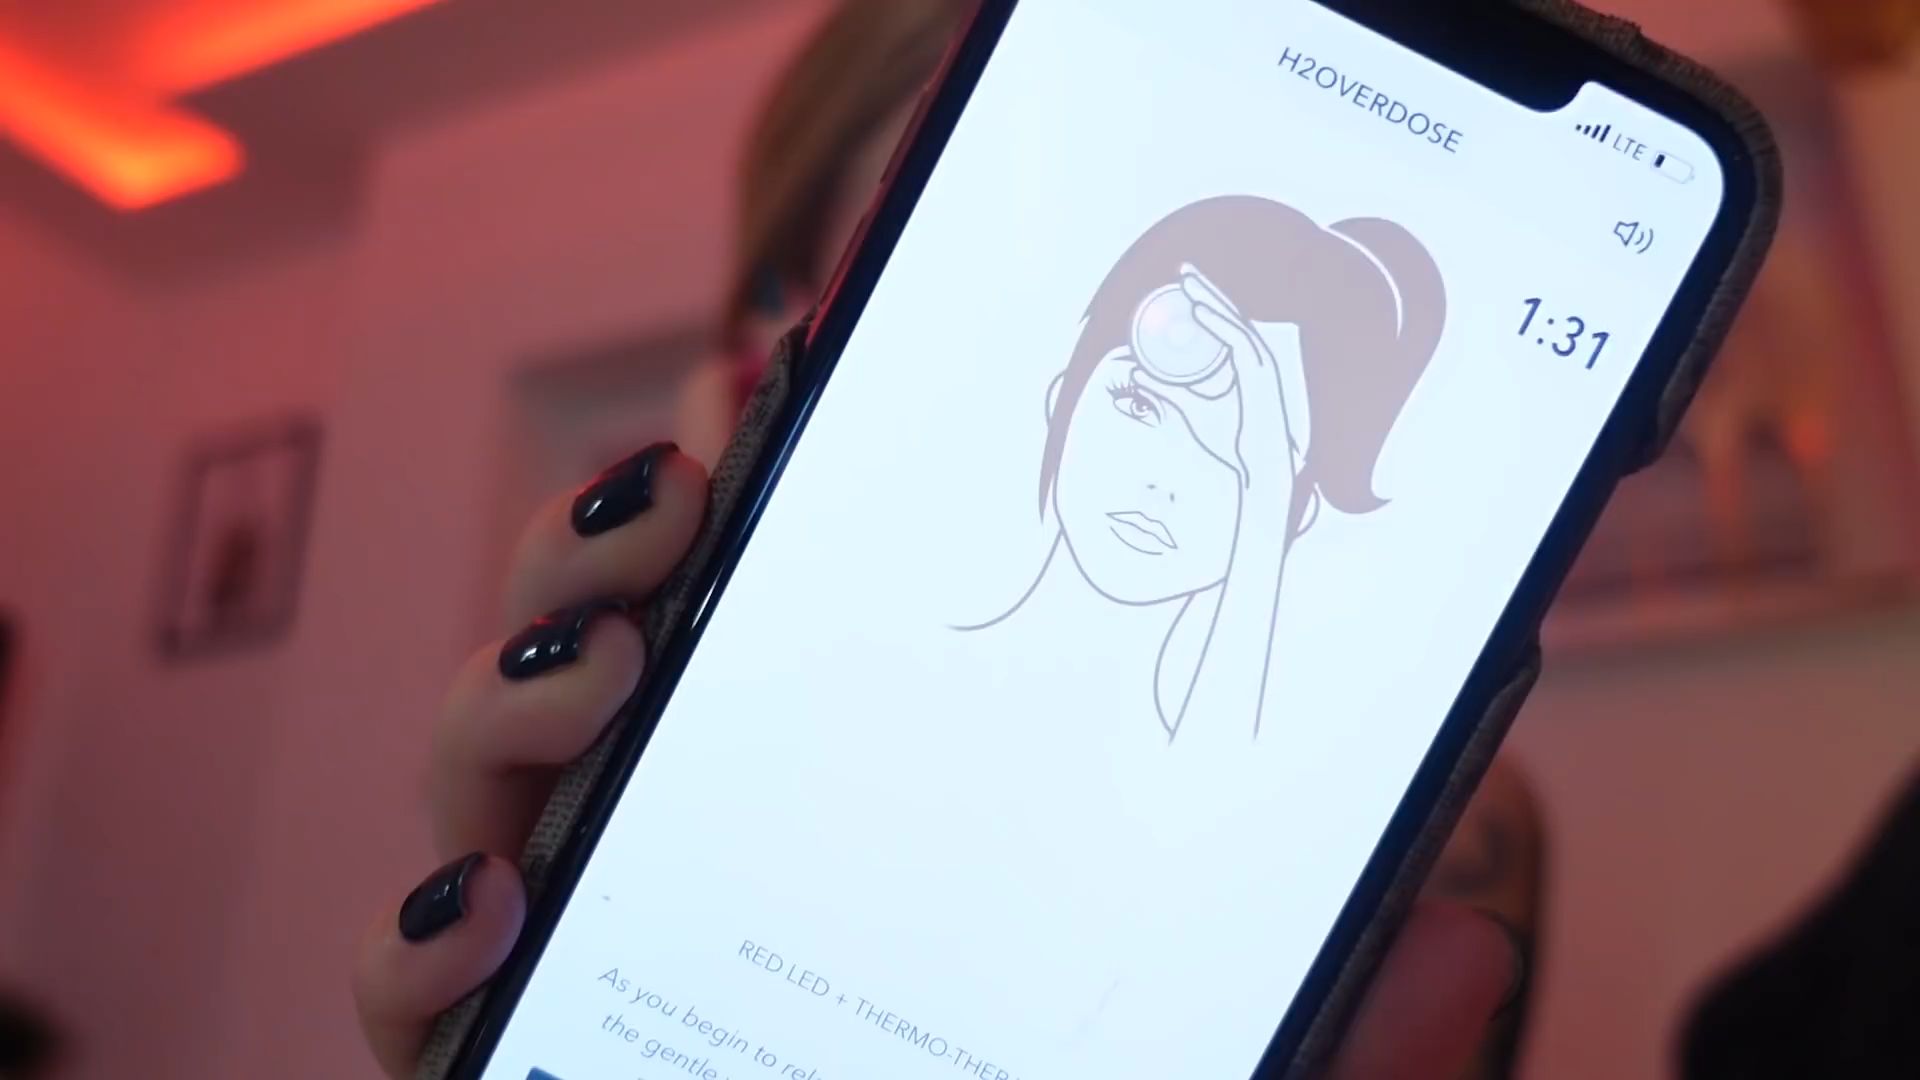 H2OVERDOSE
LTE
1:31
RED LED + THERMO-THER
As you begin to rel
the gentle